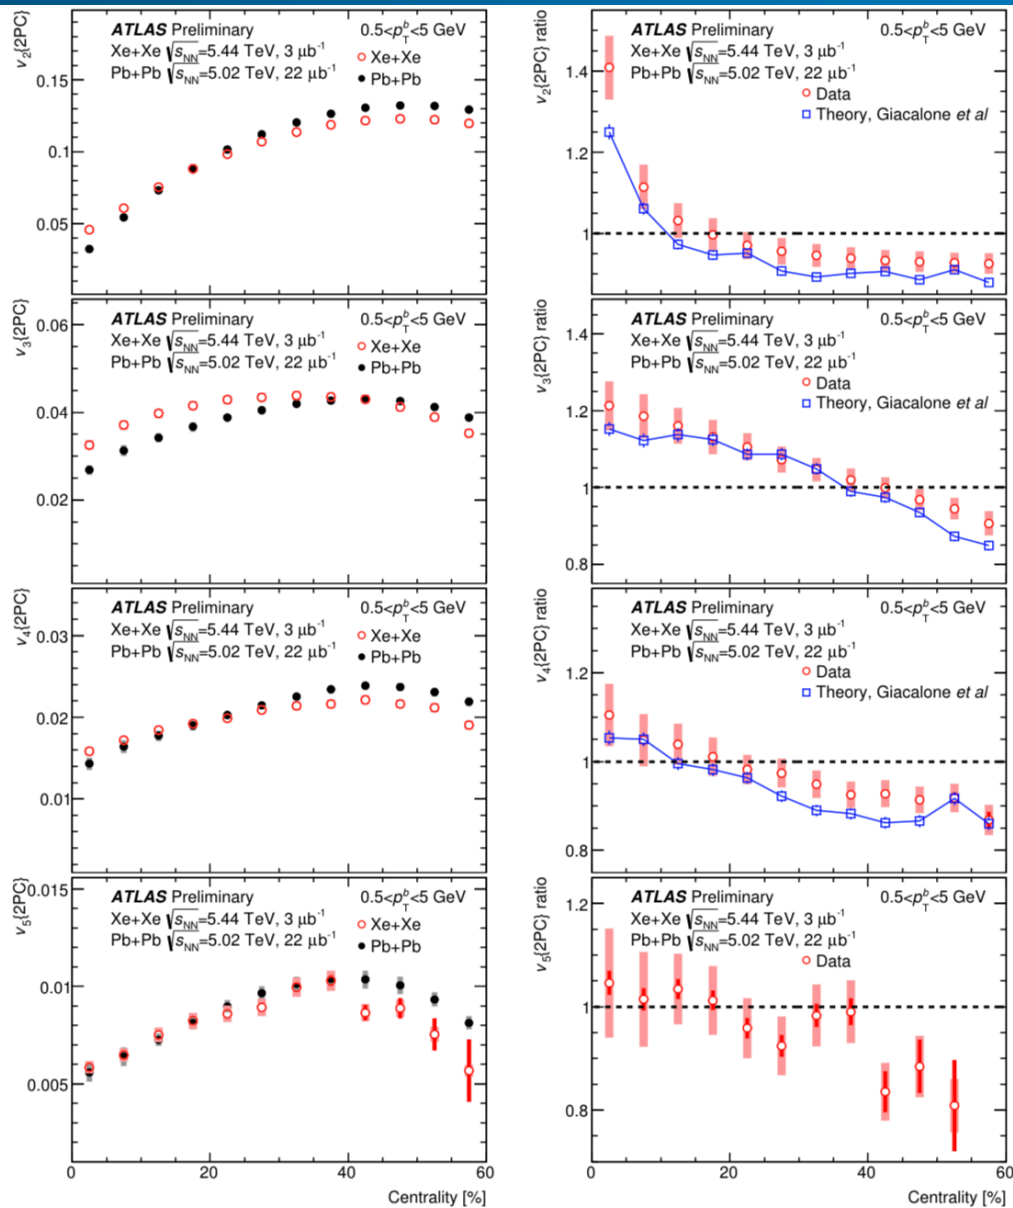 v₂{2PC}
ATLAS Preliminary 0.5<p_T^b<5 GeV
Xe+Xe √s_NN=5.44 TeV, 3 μb⁻¹
Pb+Pb √s_NN=5.02 TeV, 22 μb⁻¹
Xe+Xe
Pb+Pb
0.15
0.1
0.05
v₂{2PC} ratio
ATLAS Preliminary 0.5<p_T^b<5 GeV
Xe+Xe √s_NN=5.44 TeV, 3 μb⁻¹
Pb+Pb √s_NN=5.02 TeV, 22 μb⁻¹
Data
Theory, Giacalone et al
1.4
1.2
1
v₃{2PC}
ATLAS Preliminary 0.5<p_T^b<5 GeV
Xe+Xe √s_NN=5.44 TeV, 3 μb⁻¹
Pb+Pb √s_NN=5.02 TeV, 22 μb⁻¹
Xe+Xe
Pb+Pb
0.06
0.04
0.02
v₃{2PC} ratio
ATLAS Preliminary 0.5<p_T^b<5 GeV
Xe+Xe √s_NN=5.44 TeV, 3 μb⁻¹
Pb+Pb √s_NN=5.02 TeV, 22 μb⁻¹
Data
Theory, Giacalone et al
1.4
1.2
1
0.8
v₄{2PC}
ATLAS Preliminary 0.5<p_T^b<5 GeV
Xe+Xe √s_NN=5.44 TeV, 3 μb⁻¹
Pb+Pb √s_NN=5.02 TeV, 22 μb⁻¹
Xe+Xe
Pb+Pb
0.03
0.02
0.01
v₄{2PC} ratio
ATLAS Preliminary 0.5<p_T^b<5 GeV
Xe+Xe √s_NN=5.44 TeV, 3 μb⁻¹
Pb+Pb √s_NN=5.02 TeV, 22 μb⁻¹
Data
Theory, Giacalone et al
1.2
1
0.8
v₅{2PC}
ATLAS Preliminary 0.5<p_T^b<5 GeV
Xe+Xe √s_NN=5.44 TeV, 3 μb⁻¹
Pb+Pb √s_NN=5.02 TeV, 22 μb⁻¹
Xe+Xe
Pb+Pb
0.015
0.01
0.005
0 20 40 60
Centrality [%]
v₅{2PC} ratio
ATLAS Preliminary 0.5<p_T^b<5 GeV
Xe+Xe √s_NN=5.44 TeV, 3 μb⁻¹
Pb+Pb √s_NN=5.02 TeV, 22 μb⁻¹
Data
1.2
1
0.8
0 20 40 60
Centrality [%]